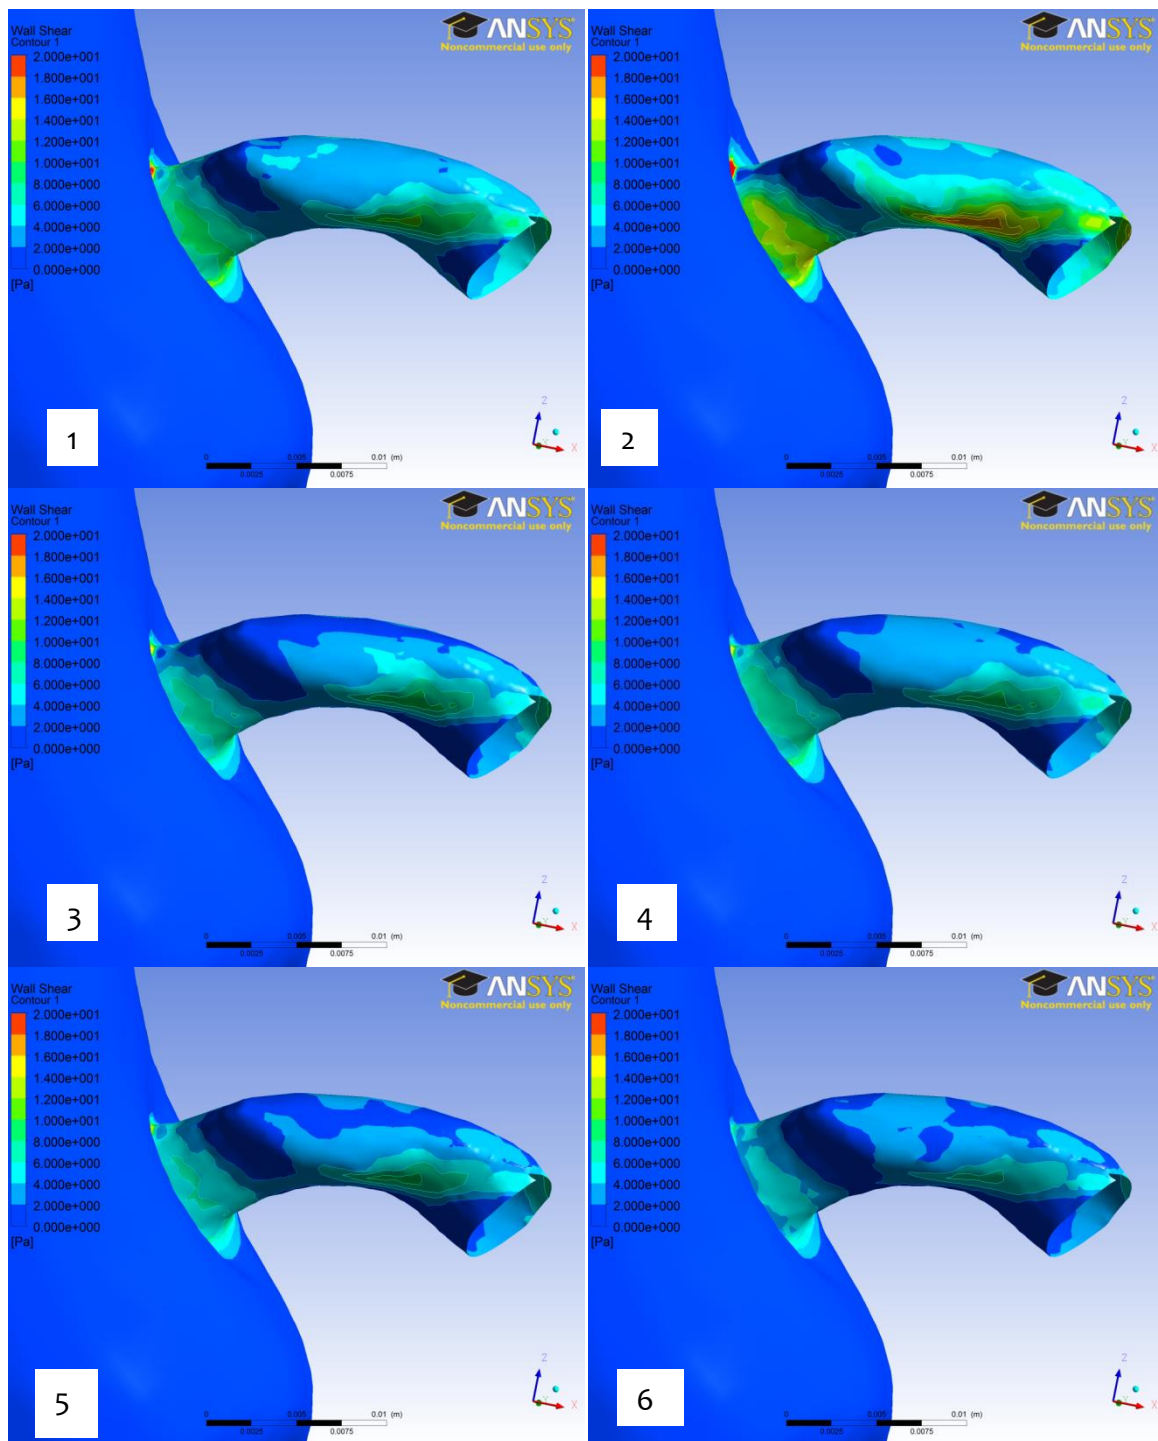 Wall Shear
Contour 1
2.000e+001
1.800e+001
1.600e+001
1.400e+001
1.200e+001
1.000e+001
8.000e+000
6.000e+000
4.000e+000
2.000e+000
0.000e+000
[Pa]
ANSYS
Noncommercial use only
Z
Y
X
0 0.005 0.01 (m)
0.0025 0.0075
1
Wall Shear
Contour 1
2.000e+001
1.800e+001
1.600e+001
1.400e+001
1.200e+001
1.000e+001
8.000e+000
6.000e+000
4.000e+000
2.000e+000
0.000e+000
[Pa]
ANSYS
Noncommercial use only
Z
Y
X
0 0.005 0.01 (m)
0.0025 0.0075
2
Wall Shear
Contour 1
2.000e+001
1.800e+001
1.600e+001
1.400e+001
1.200e+001
1.000e+001
8.000e+000
6.000e+000
4.000e+000
2.000e+000
0.000e+000
[Pa]
ANSYS
Noncommercial use only
Z
Y
X
0 0.005 0.01 (m)
0.0025 0.0075
3
Wall Shear
Contour 1
2.000e+001
1.800e+001
1.600e+001
1.400e+001
1.200e+001
1.000e+001
8.000e+000
6.000e+000
4.000e+000
2.000e+000
0.000e+000
[Pa]
ANSYS
Noncommercial use only
Z
Y
X
0 0.005 0.01 (m)
0.0025 0.0075
4
Wall Shear
Contour 1
2.000e+001
1.800e+001
1.600e+001
1.400e+001
1.200e+001
1.000e+001
8.000e+000
6.000e+000
4.000e+000
2.000e+000
0.000e+000
[Pa]
ANSYS
Noncommercial use only
Z
Y
X
0 0.005 0.01 (m)
0.0025 0.0075
5
Wall Shear
Contour 1
2.000e+001
1.800e+001
1.600e+001
1.400e+001
1.200e+001
1.000e+001
8.000e+000
6.000e+000
4.000e+000
2.000e+000
0.000e+000
[Pa]
ANSYS
Noncommercial use only
Z
Y
X
0 0.005 0.01 (m)
0.0025 0.0075
6